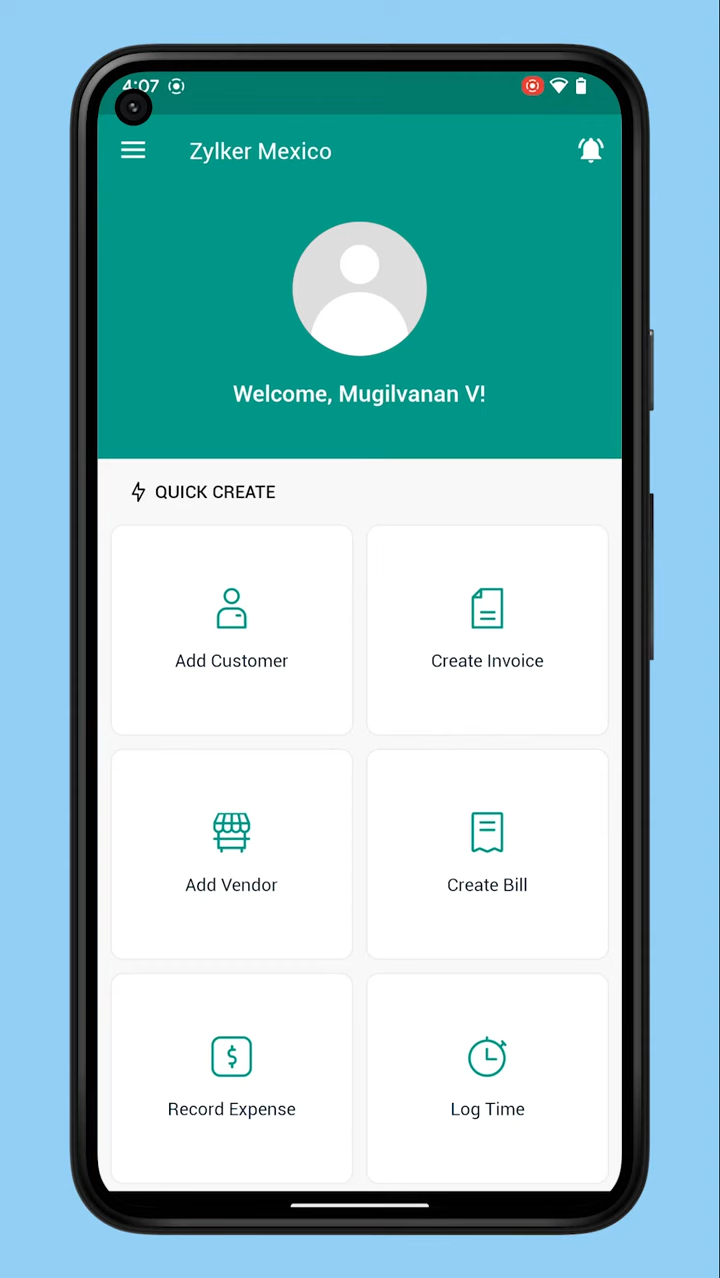 4:07
Zylker Mexico
Welcome, Mugilvanan V!
QUICK CREATE
Add Customer
Create Invoice
Add Vendor
Create Bill
Record Expense
Log Time